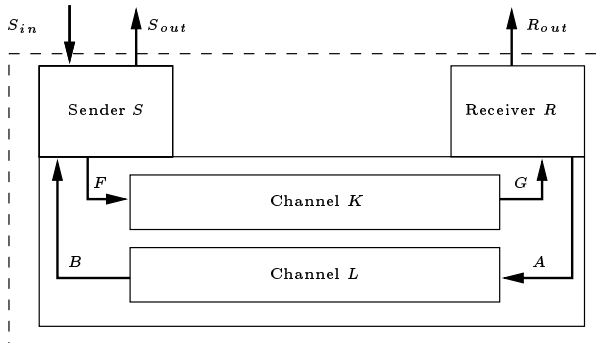 S_in S_out R_out
Sender S Receiver R
F G
Channel K
B A
Channel L